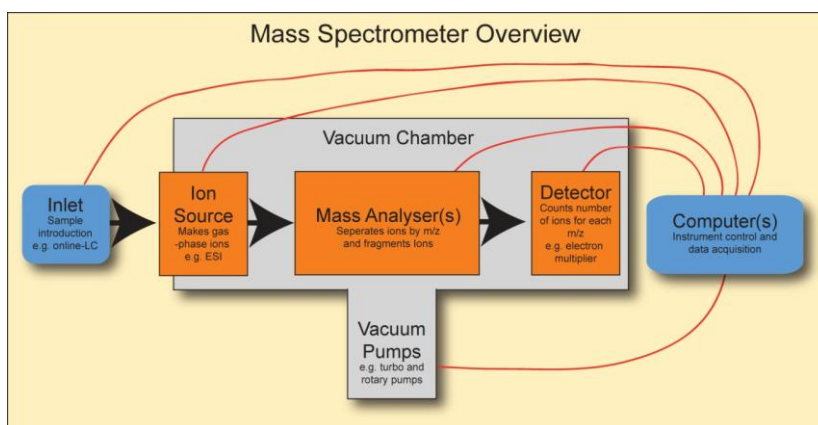 Mass Spectrometer Overview
Vacuum Chamber
Inlet
Sample
introduction
e.g. online-LC
Ion
Source
Makes gas
-phase ions
e.g. ESI
Mass Analyser(s)
Seperates ions by m/z
and fragments Ions
Detector
Counts number
of ions for each
m/z
e.g. electron
multiplier
Computer(s)
Instrument control and
data acquisition
Vacuum
Pumps
e.g. turbo and
rotary pumps